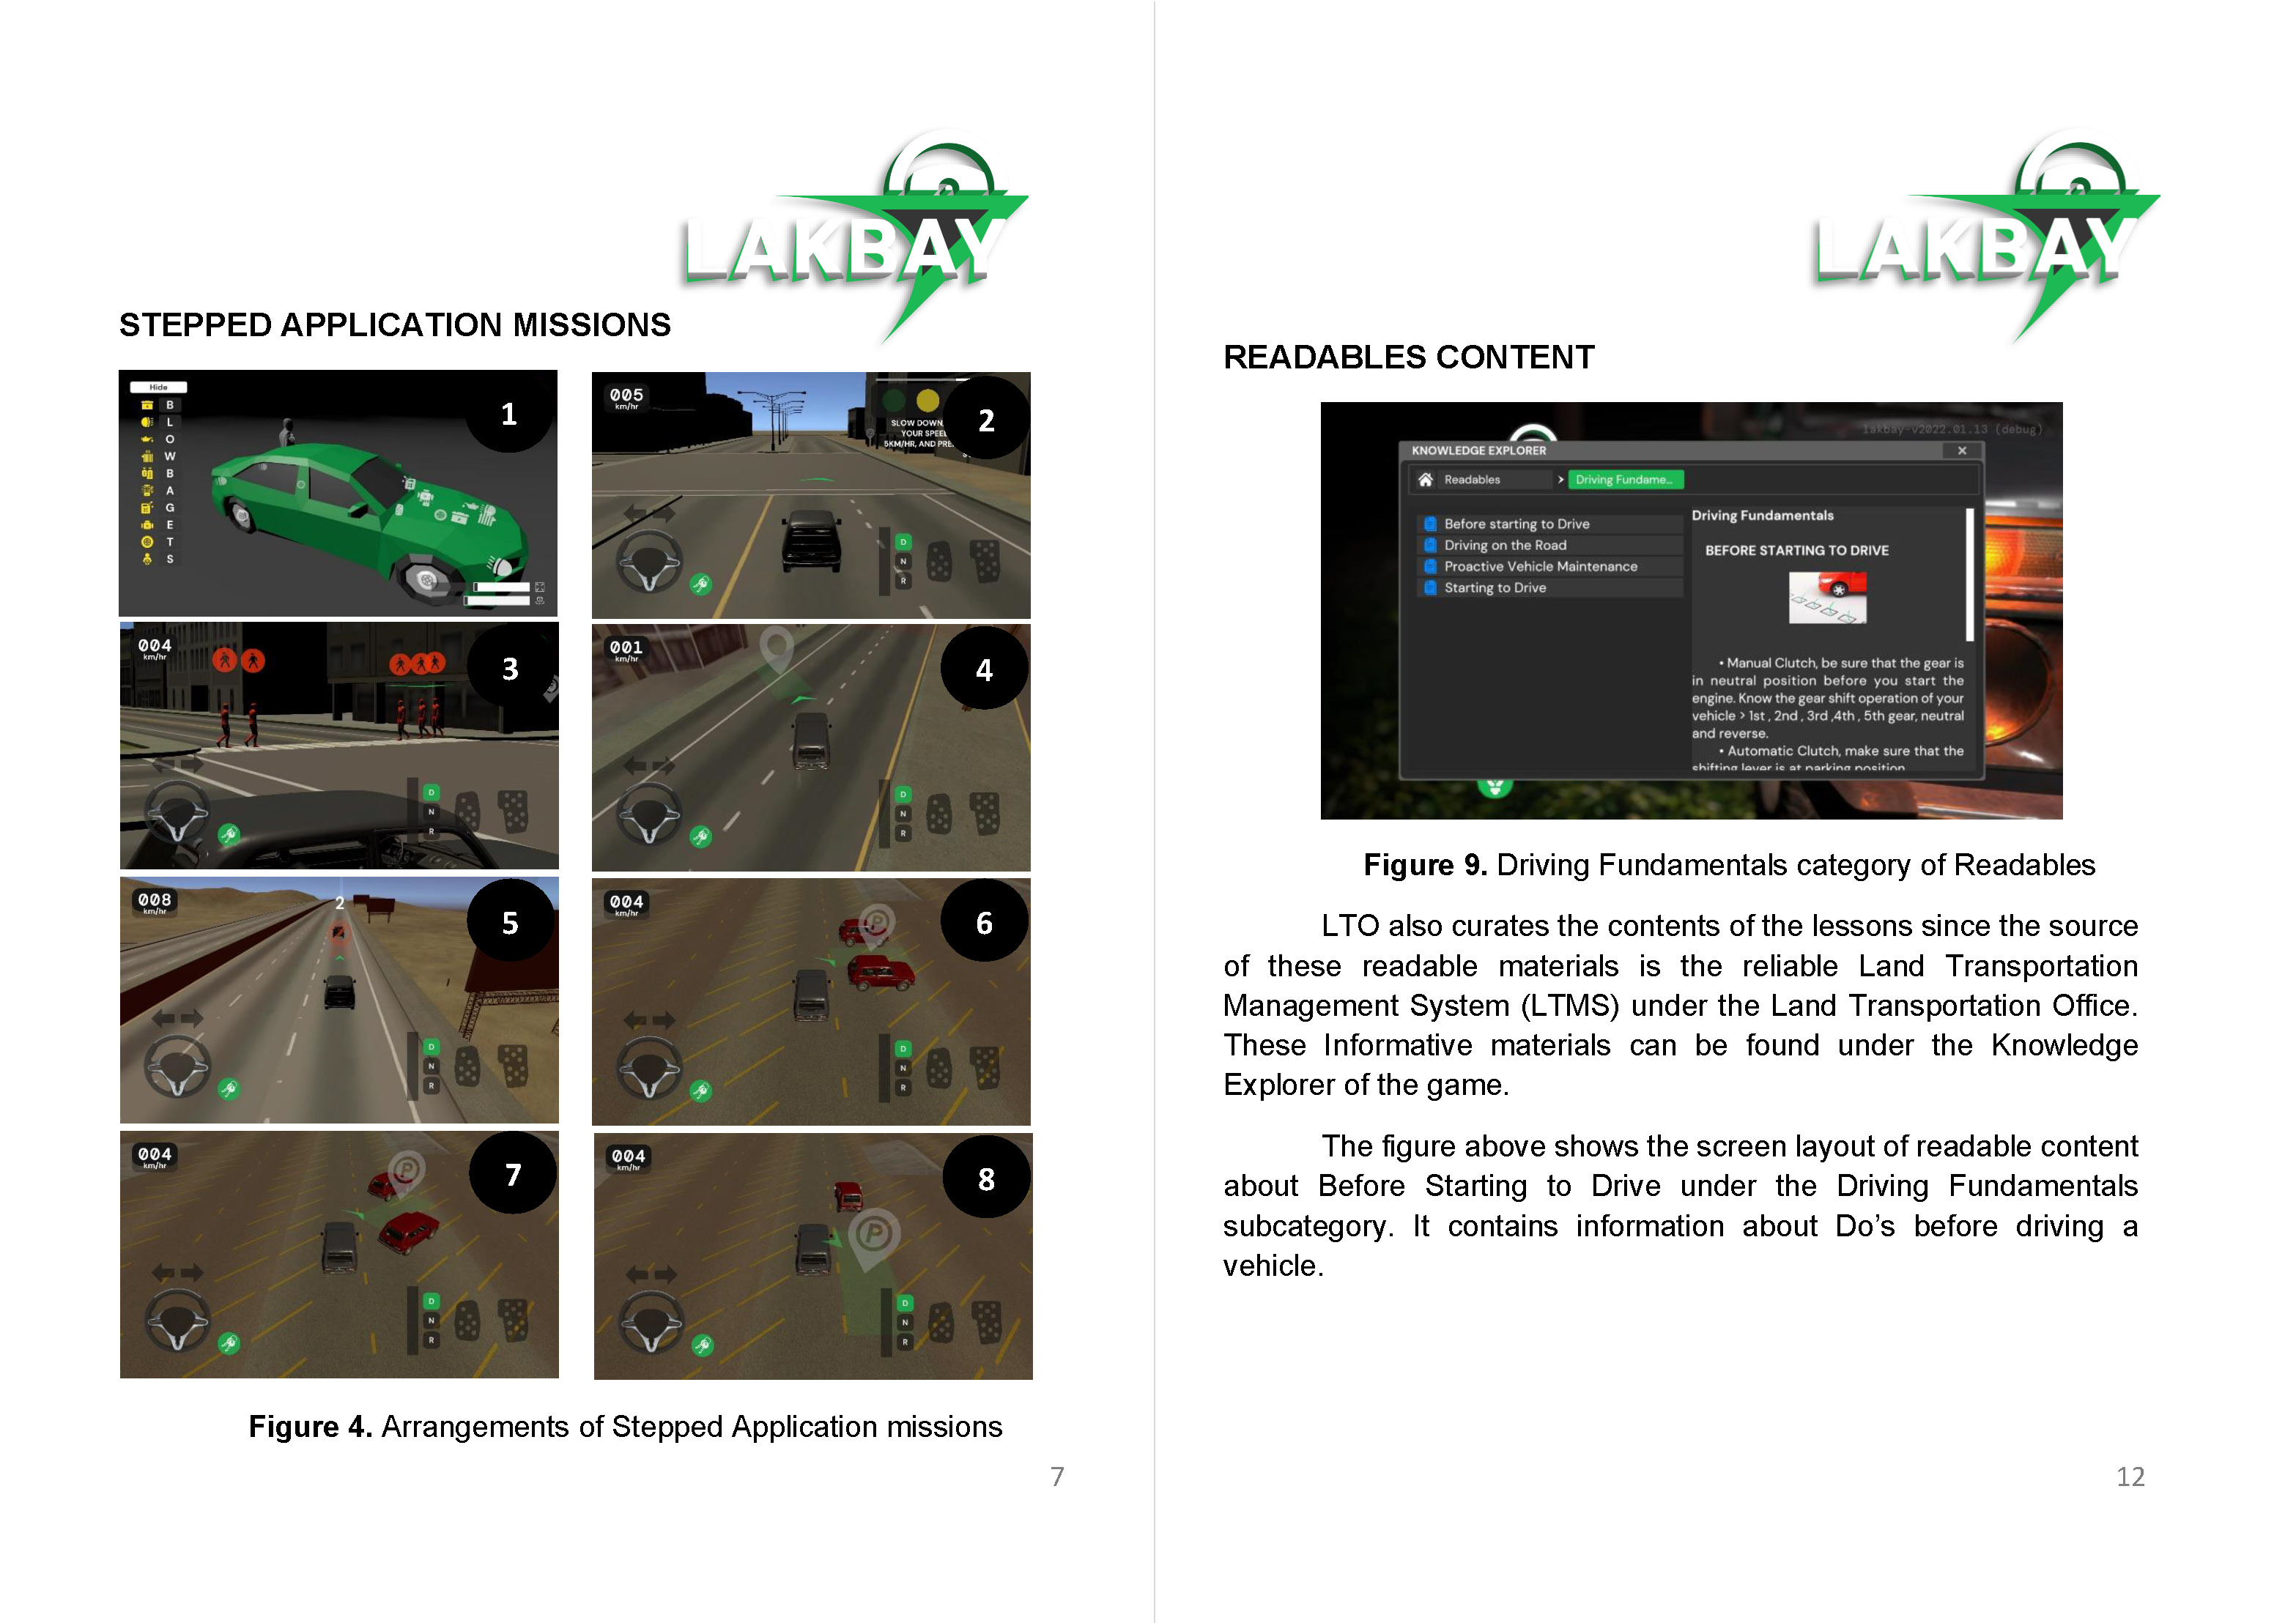 LAKBAY
STEPPED APPLICATION MISSIONS
Hide
B
L
O
W
B
A
G
E
T
S
1
005
km/hr
SLOW DOWN
YOUR SPEE
5KM/HR, AND PRE
2
D
N
R
004
km/hr
3
D
N
R
001
km/hr
4
D
N
R
008
km/hr
2
5
D
N
R
004
km/hr
P
6
D
N
R
004
km/hr
P
7
D
N
R
004
km/hr
P
8
D
N
R
Figure 4. Arrangements of Stepped Application missions
7
LAKBAY
READABLES CONTENT
lakbay-v2022.01.13 (debug)
KNOWLEDGE EXPLORER
Readables > Driving Fundame...
Before starting to Drive
Driving on the Road
Proactive Vehicle Maintenance
Starting to Drive
Driving Fundamentals
BEFORE STARTING TO DRIVE
• Manual Clutch, be sure that the gear is
in neutral position before you start the
engine. Know the gear shift operation of your
vehicle > 1st , 2nd , 3rd ,4th , 5th gear, neutral
and reverse.
• Automatic Clutch, make sure that the
shifting lever is at parking position
Figure 9. Driving Fundamentals category of Readables
LTO also curates the contents of the lessons since the source
of these readable materials is the reliable Land Transportation
Management System (LTMS) under the Land Transportation Office.
These Informative materials can be found under the Knowledge
Explorer of the game.
The figure above shows the screen layout of readable content
about Before Starting to Drive under the Driving Fundamentals
subcategory. It contains information about Do’s before driving a
vehicle.
12